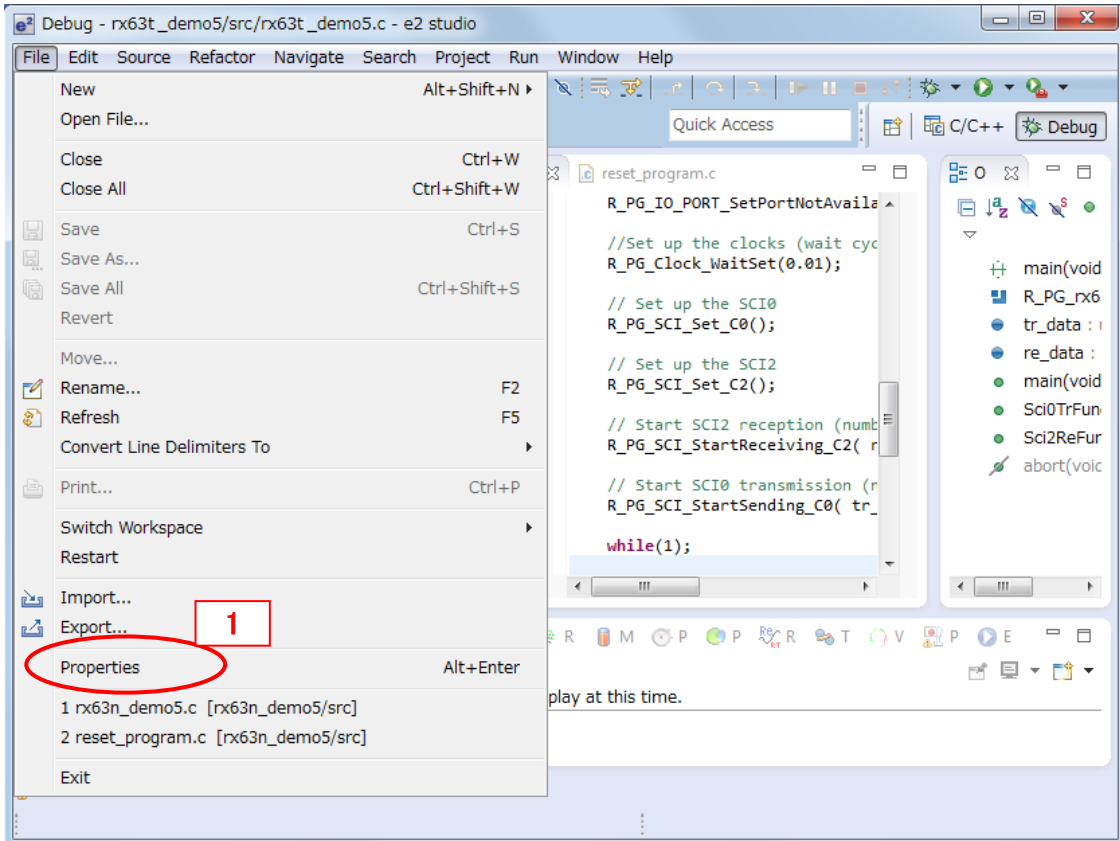 e² Debug - rx63t_demo5/src/rx63t_demo5.c - e2 studio
File Edit Source Refactor Navigate Search Project Run Window Help
New Alt+Shift+N
Open File...
Close Ctrl+W
Close All Ctrl+Shift+W
Save Ctrl+S
Save As...
Save All Ctrl+Shift+S
Revert
Move...
Rename... F2
Refresh F5
Convert Line Delimiters To
Print... Ctrl+P
Switch Workspace
Restart
Import...
Export...
1
Properties Alt+Enter
1 rx63n_demo5.c [rx63n_demo5/src]
2 reset_program.c [rx63n_demo5/src]
Exit
Quick Access
C/C++
Debug
reset_program.c
R_PG_IO_PORT_SetPortNotAvaila
//Set up the clocks (wait cyc
R_PG_Clock_WaitSet(0.01);
// Set up the SCI0
R_PG_SCI_Set_C0();
// Set up the SCI2
R_PG_SCI_Set_C2();
// Start SCI2 reception (numb
R_PG_SCI_StartReceiving_C2( r
// Start SCI0 transmission (n
R_PG_SCI_StartSending_C0( tr_
while(1);
O
main(void
R_PG_rx6
tr_data :
re_data :
main(void
Sci0TrFun
Sci2ReFur
abort(voic
R M P P R T V P E
play at this time.